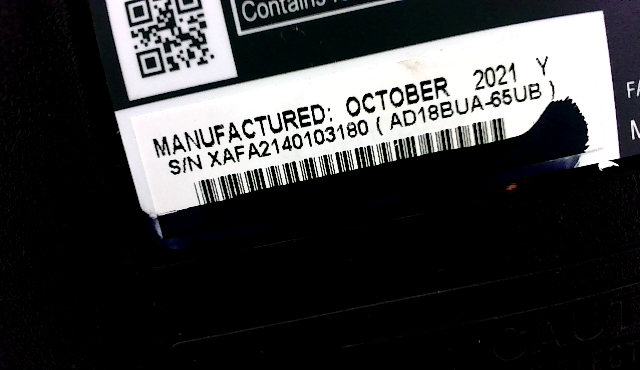 Contains
MANUFACTURED: OCTOBER 2021 Y
S/N XAFA2140103180 ( AD18BUA-65UB )